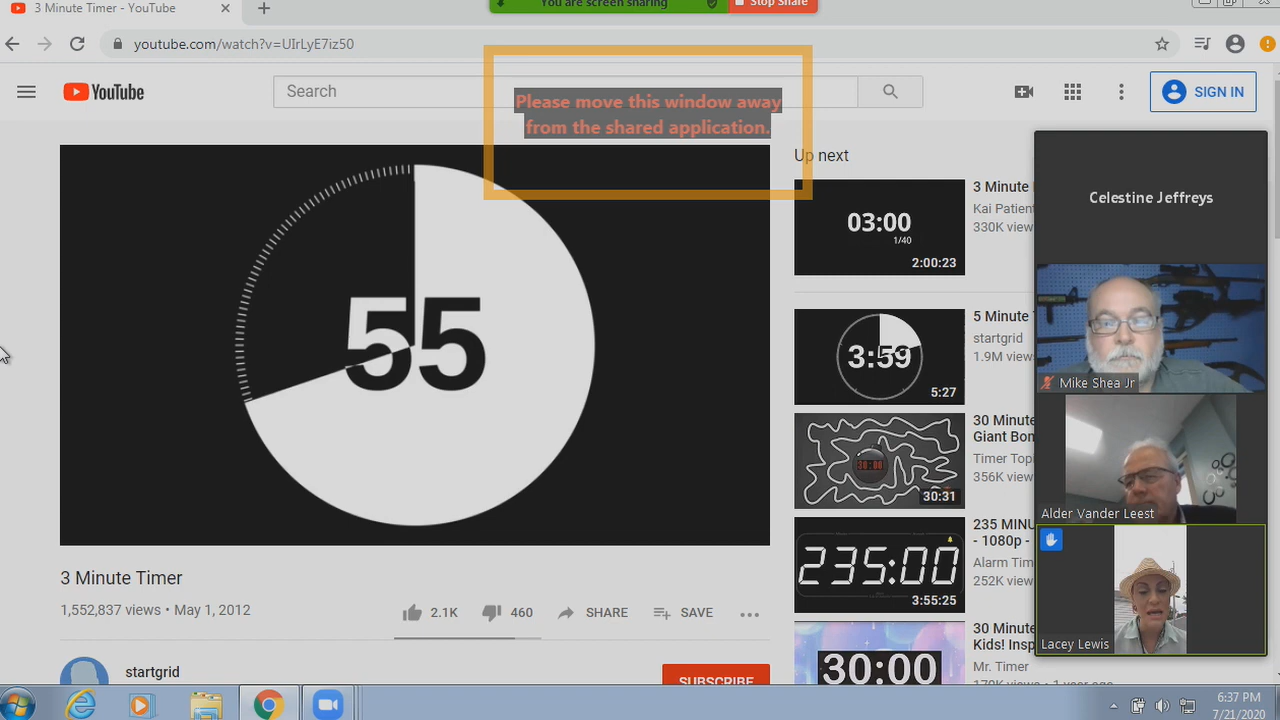 3 Minute Timer - YouTube
You are screen sharing
Stop Share
youtube.com/watch?v=UIrLyE7iz50
YouTube
Search
SIGN IN
Please move this window away
from the shared application.
55
Up next
03:00
1/40
2:00:23
3 Minute
Kai Patient
330K view
3:59
5:27
5 Minute
startgrid
1.9M view
30:00
30:31
30 Minute
Giant Bon
Timer Top
356K view
235:00
3:55:25
235 MINU
- 1080p -
Alarm Tim
252K view
30:00
30 Minute
Kids! Insp
Mr. Timer
Celestine Jeffreys
Mike Shea Jr
Alder Vander Leest
Lacey Lewis
3 Minute Timer
1,552,837 views • May 1, 2012
2.1K
460
SHARE
SAVE
startgrid
SUBSCRIBE
6:37 PM
7/21/2020